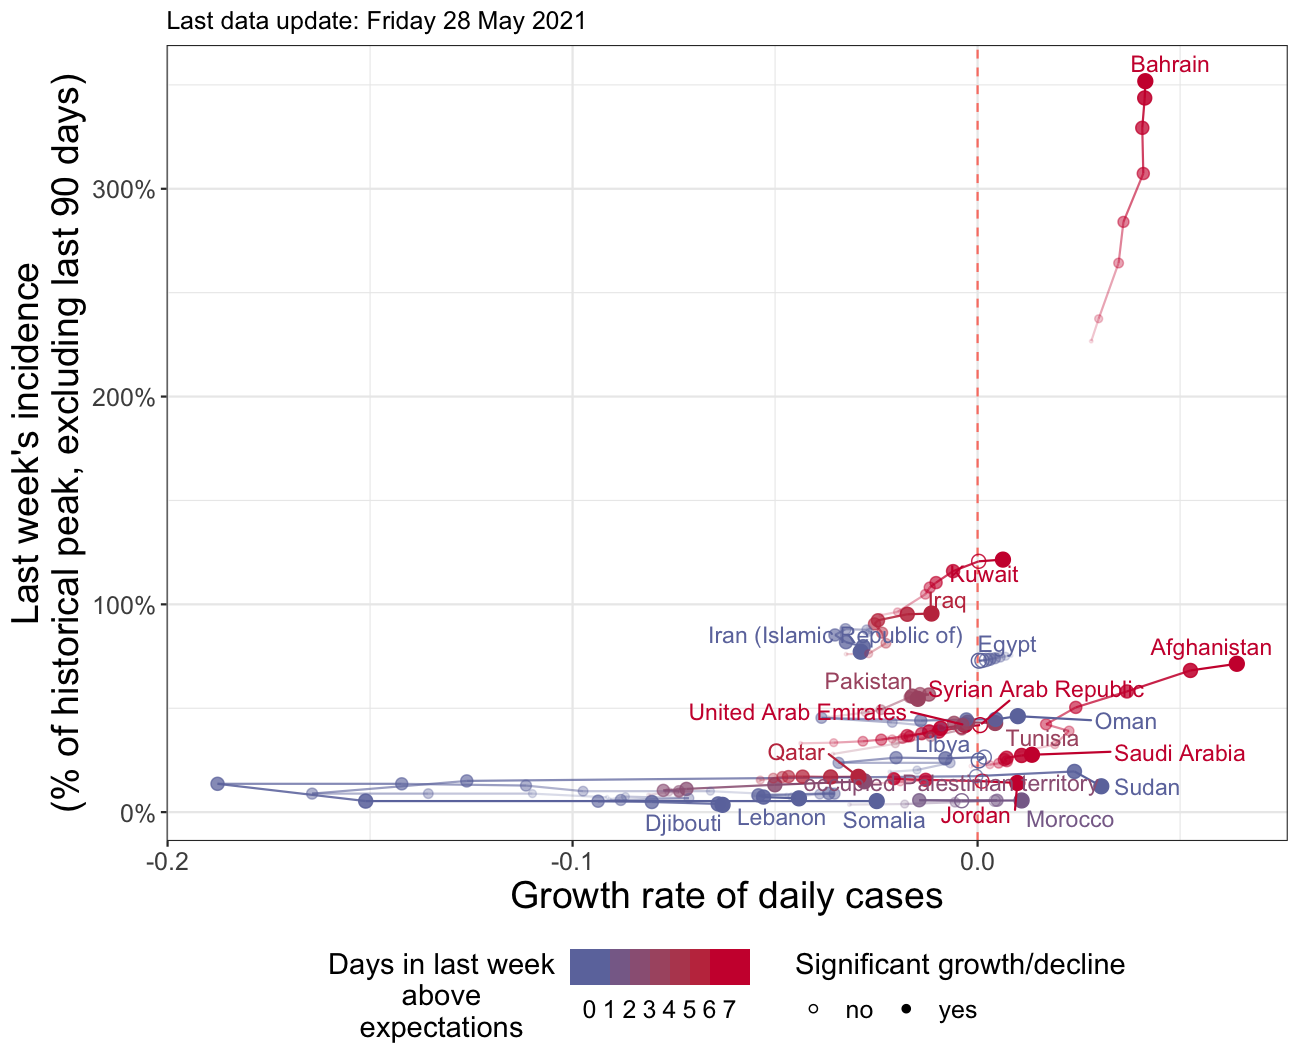 Last data update: Friday 28 May 2021
Last week's incidence
(% of historical peak, excluding last 90 days)
300%
200%
100%
0%
Bahrain
Kuwait
Iraq
Iran (Islamic Republic of)
Egypt
Afghanistan
Pakistan
Syrian Arab Republic
United Arab Emirates
Oman
Tunisia
Libya
Qatar
Saudi Arabia
occupied Palestinian territory
Sudan
Jordan
Djibouti
Lebanon
Somalia
Morocco
-0.2
-0.1
0.0
Growth rate of daily cases
Days in last week
above
expectations
0 1 2 3 4 5 6 7
Significant growth/decline
no
yes